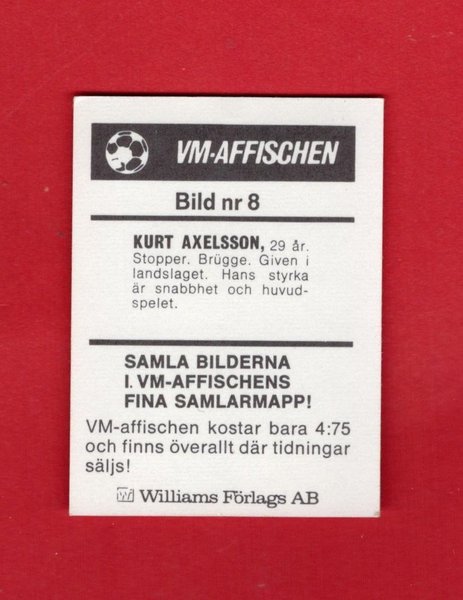 VM-AFFISCHEN
Bild nr 8
KURT AXELSSON, 29 år.
Stopper. Brügge. Given i
landslaget. Hans styrka
är snabbhet och huvud-
spelet.
SAMLA BILDERNA
I. VM-AFFISCHENS
FINA SAMLARMAPP!
VM-affischen kostar bara 4:75
och finns överallt där tidningar
säljs!
W Williams Förlags AB